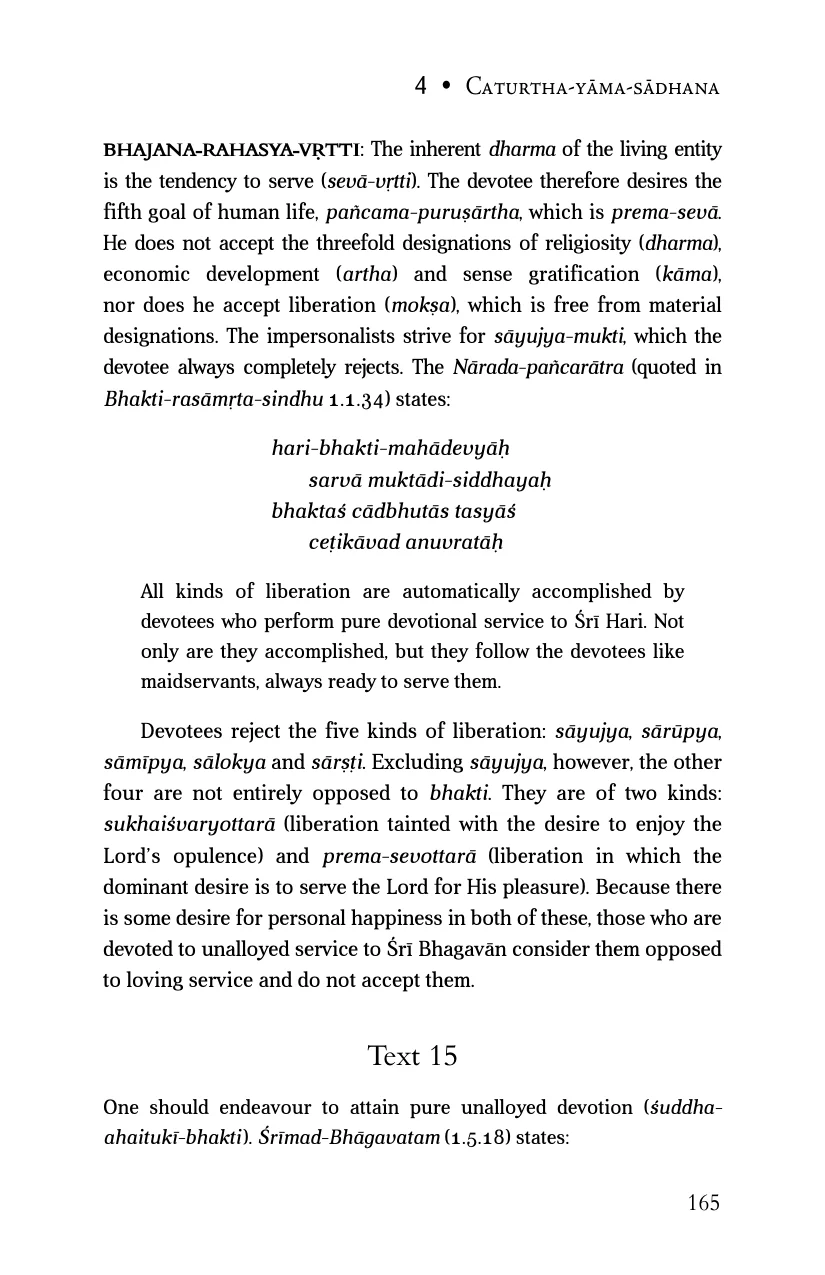 4 • Caturtha-yāma-sādhana
BHAJANA-RAHASYA-VṚTTI: The inherent dharma of the living entity
is the tendency to serve (sevā-vṛtti). The devotee therefore desires the
fifth goal of human life, pañcama-puruṣārtha, which is prema-sevā.
He does not accept the threefold designations of religiosity (dharma),
economic development (artha) and sense gratification (kāma),
nor does he accept liberation (mokṣa), which is free from material
designations. The impersonalists strive for sāyujya-mukti, which the
devotee always completely rejects. The Nārada-pañcarātra (quoted in
Bhakti-rasāmṛta-sindhu 1.1.34) states:
hari-bhakti-mahādevyāḥ
sarvā muktādi-siddhayaḥ
bhaktaś cādbhutās tasyāś
ceṭikāvad anuvratāḥ
All kinds of liberation are automatically accomplished by
devotees who perform pure devotional service to Śrī Hari. Not
only are they accomplished, but they follow the devotees like
maidservants, always ready to serve them.
Devotees reject the five kinds of liberation: sāyujya, sārūpya,
sāmīpya, sālokya and sārṣṭi. Excluding sāyujya, however, the other
four are not entirely opposed to bhakti. They are of two kinds:
sukhaiśvaryottarā (liberation tainted with the desire to enjoy the
Lord's opulence) and prema-sevottarā (liberation in which the
dominant desire is to serve the Lord for His pleasure). Because there
is some desire for personal happiness in both of these, those who are
devoted to unalloyed service to Śrī Bhagavān consider them opposed
to loving service and do not accept them.
Text 15
One should endeavour to attain pure unalloyed devotion (śuddha-
ahaitukī-bhakti). Śrīmad-Bhāgavatam (1.5.18) states:
165